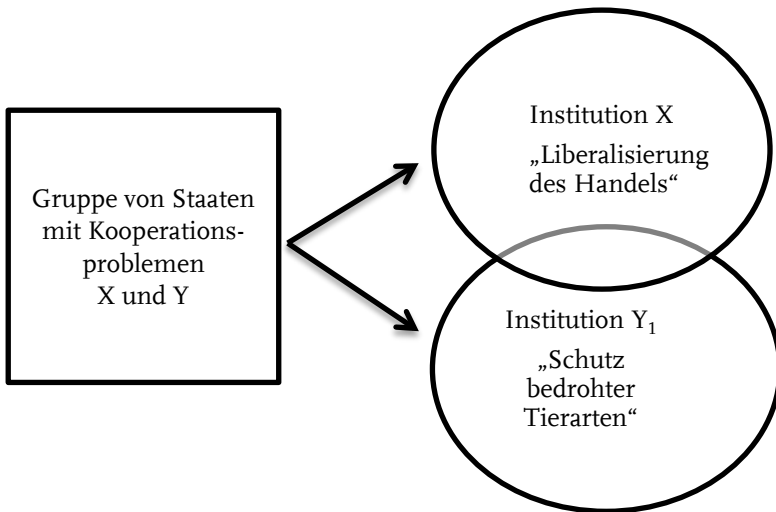 Gruppe von Staaten
mit Kooperations-
problemen
X und Y
Institution X
„Liberalisierung
des Handels“
Institution Y₁
„Schutz
bedrohter
Tierarten“